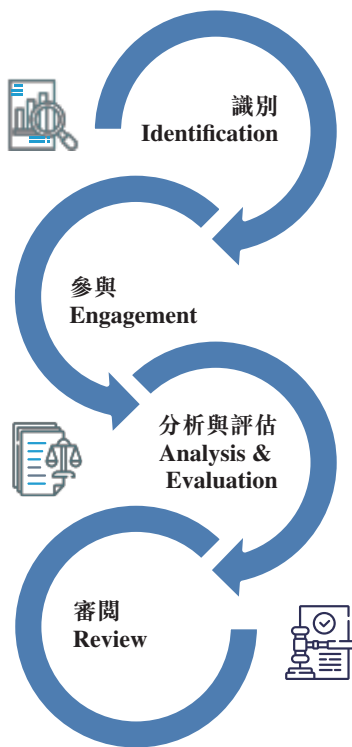 識別
Identification
參與
Engagement
分析與評估
Analysis &
Evaluation
審閱
Review